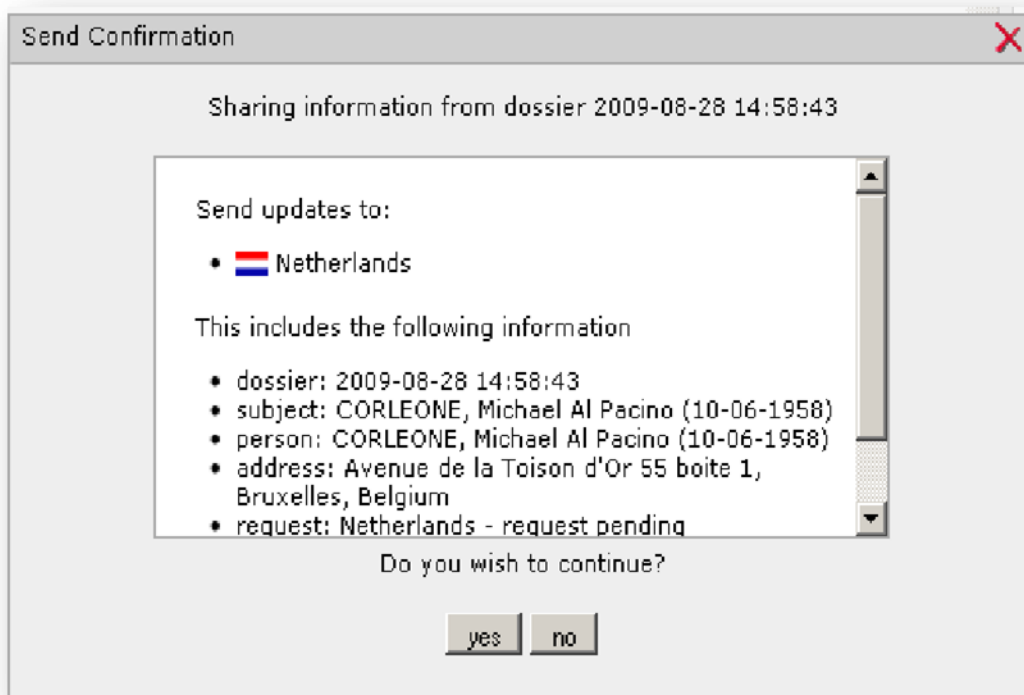 Send Confirmation
Sharing information from dossier 2009-08-28 14:58:43
Send updates to:
• Netherlands
This includes the following information
• dossier: 2009-08-28 14:58:43
• subject: CORLEONE, Michael Al Pacino (10-06-1958)
• person: CORLEONE, Michael Al Pacino (10-06-1958)
• address: Avenue de la Toison d'Or 55 boite 1,
Bruxelles, Belgium
• request: Netherlands - request pending
Do you wish to continue?
yes no